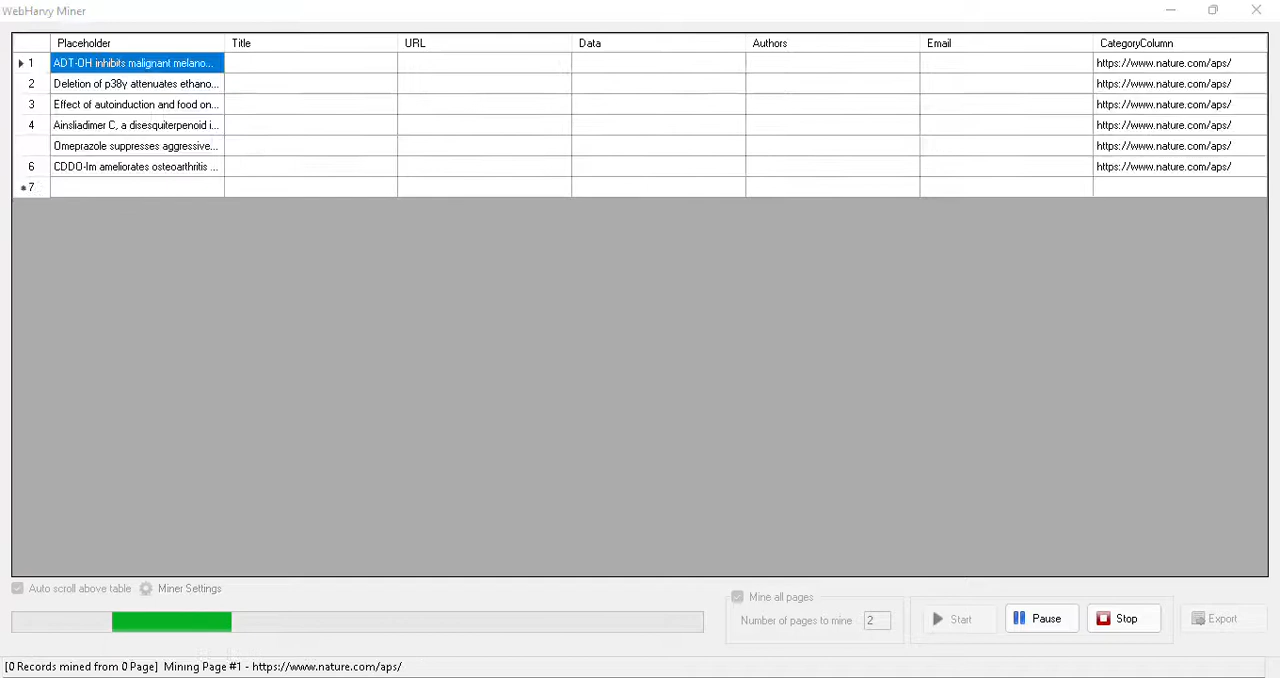 WebHarvy Miner
Placeholder Title URL Data Authors Email CategoryColumn
1 ADT-OH inhibits malignant melano... https://www.nature.com/aps/
2 Deletion of p38γ attenuates ethano... https://www.nature.com/aps/
3 Effect of autoinduction and food on... https://www.nature.com/aps/
4 Ainsliadimer C, a disesquiterpenoid i... https://www.nature.com/aps/
Omeprazole suppresses aggressive... https://www.nature.com/aps/
6 CDDO-Im ameliorates osteoarthritis ... https://www.nature.com/aps/
* 7
Auto scroll above table Miner Settings
Mine all pages
Number of pages to mine 2
Start Pause Stop Export
[0 Records mined from 0 Page] Mining Page #1 - https://www.nature.com/aps/